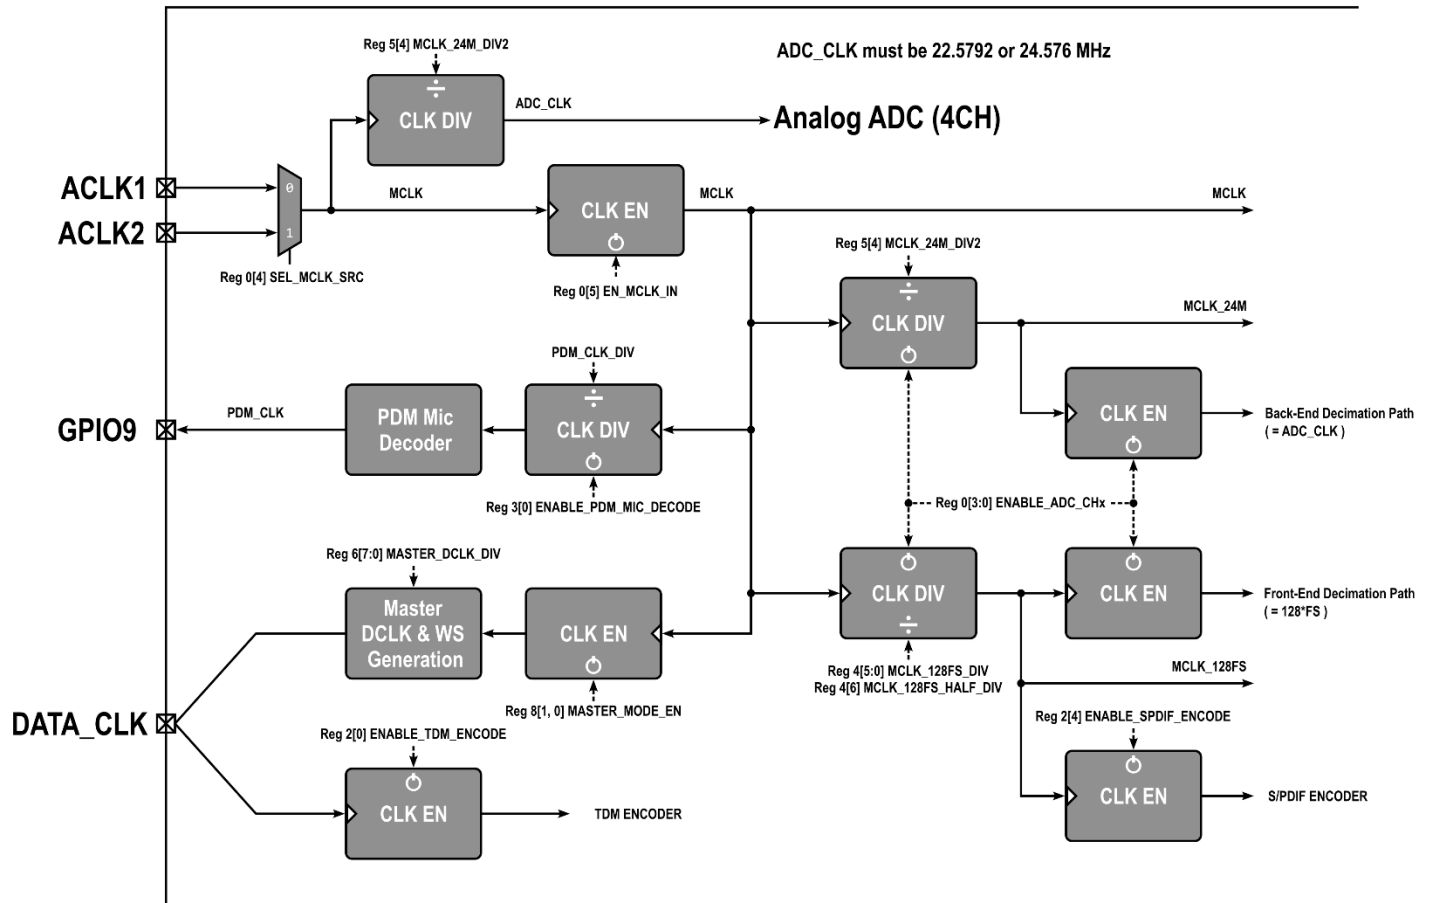 Reg 5[4] MCLK_24M_DIV2
ADC_CLK must be 22.5792 or 24.576 MHz
÷
CLK DIV
ADC_CLK
Analog ADC (4CH)
ACLK1
0
MCLK
CLK EN
MCLK
MCLK
ACLK2
1
Reg 0[4] SEL_MCLK_SRC
Reg 0[5] EN_MCLK_IN
Reg 5[4] MCLK_24M_DIV2
÷
CLK DIV
MCLK_24M
PDM_CLK_DIV
GPIO9
PDM_CLK
PDM Mic
Decoder
÷
CLK DIV
Reg 3[0] ENABLE_PDM_MIC_DECODE
CLK EN
Back-End Decimation Path
( = ADC_CLK )
Reg 0[3:0] ENABLE_ADC_CHx
Reg 6[7:0] MASTER_DCLK_DIV
Master
DCLK & WS
Generation
CLK EN
Reg 8[1, 0] MASTER_MODE_EN
CLK DIV
÷
Reg 4[5:0] MCLK_128FS_DIV
Reg 4[6] MCLK_128FS_HALF_DIV
CLK EN
Front-End Decimation Path
( = 128*FS )
MCLK_128FS
DATA_CLK
Reg 2[0] ENABLE_TDM_ENCODE
CLK EN
TDM ENCODER
Reg 2[4] ENABLE_SPDIF_ENCODE
CLK EN
S/PDIF ENCODER